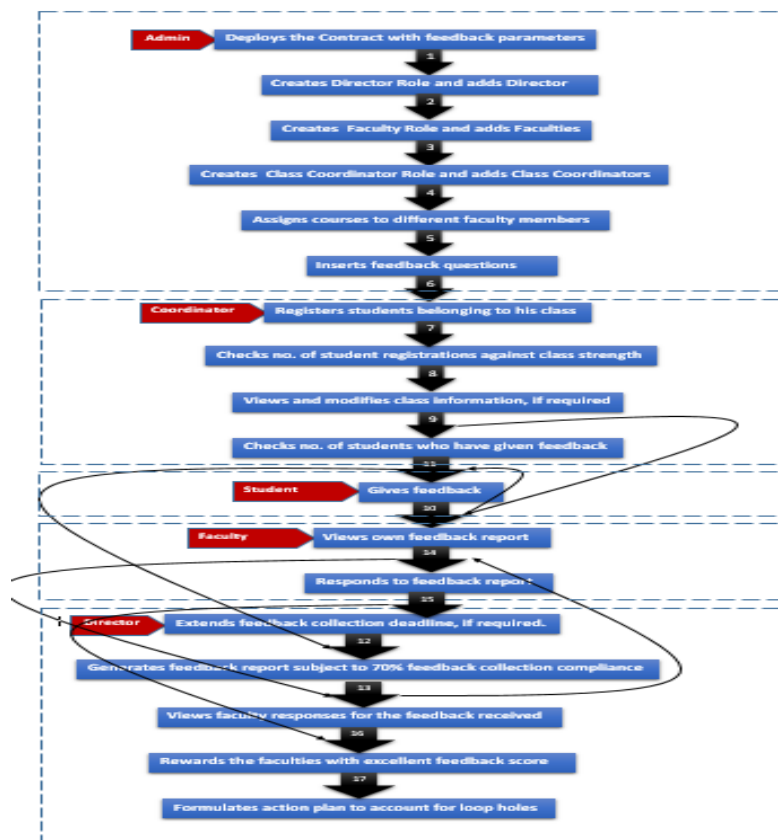 Admin
Deploys the Contract with feedback parameters
1
Creates Director Role and adds Director
2
Creates Faculty Role and adds Faculties
3
Creates Class Coordinator Role and adds Class Coordinators
4
Assigns courses to different faculty members
5
Inserts feedback questions
6
Coordinator
Registers students belonging to his class
7
Checks no. of student registrations against class strength
8
Views and modifies class information, if required
9
Checks no. of students who have given feedback
11
Student
Gives feedback
10
Faculty
Views own feedback report
14
Responds to feedback report
15
Director
Extends feedback collection deadline, if required.
12
Generates feedback report subject to 70% feedback collection compliance
13
Views faculty responses for the feedback received
16
Rewards the faculties with excellent feedback score
17
Formulates action plan to account for loop holes